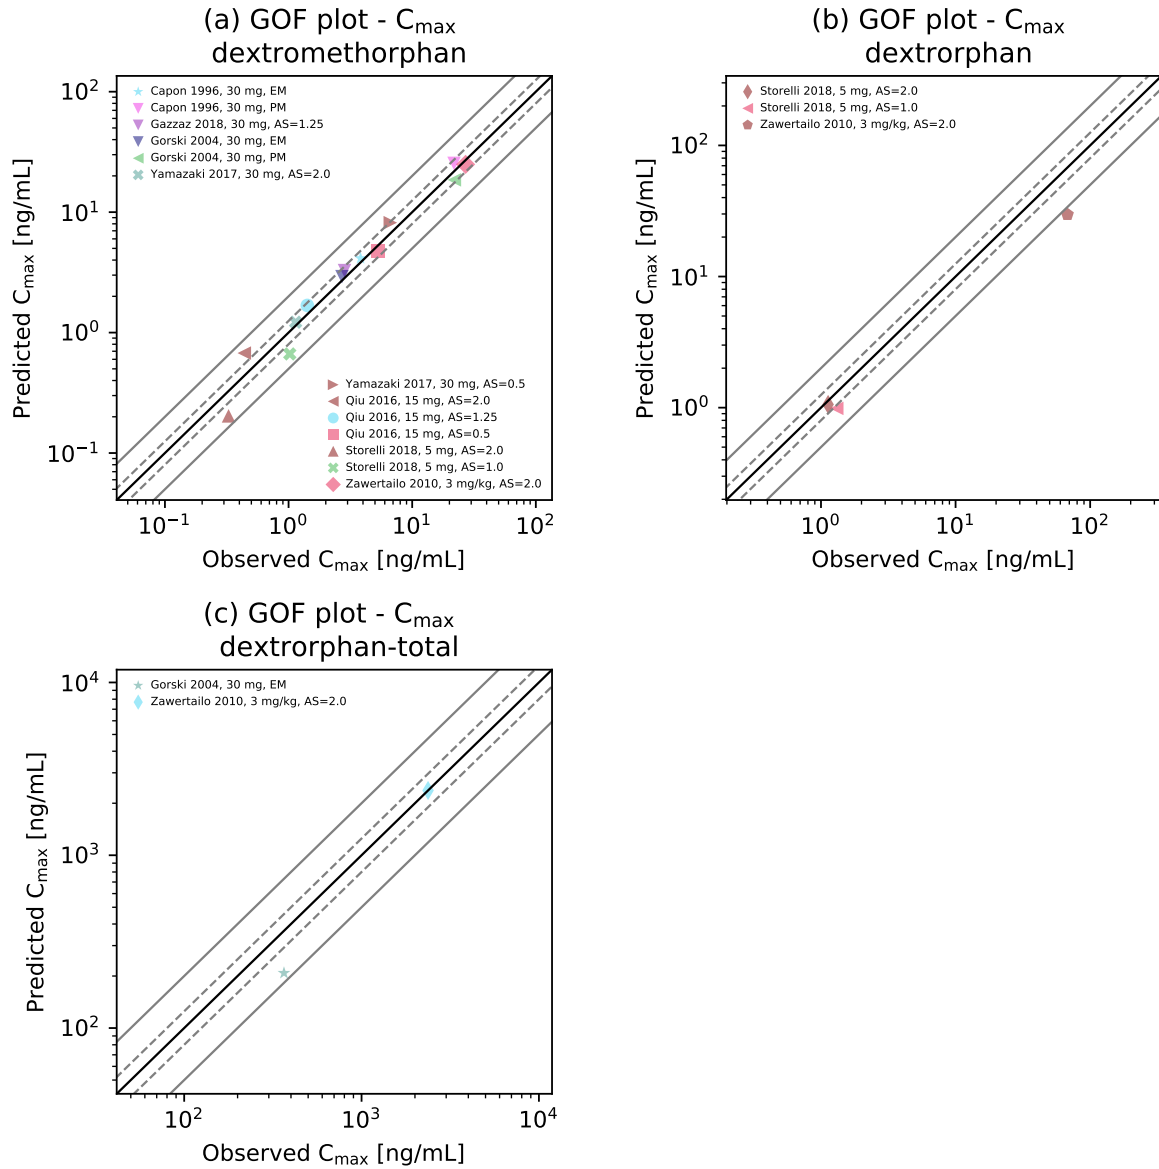 (a) GOF plot - Cmax
dextromethorphan
Predicted Cmax [ng/mL]
10²
10¹
10⁰
10⁻¹
Capon 1996, 30 mg, EM
Capon 1996, 30 mg, PM
Gazzaz 2018, 30 mg, AS=1.25
Gorski 2004, 30 mg, EM
Gorski 2004, 30 mg, PM
Yamazaki 2017, 30 mg, AS=2.0
Yamazaki 2017, 30 mg, AS=0.5
Qiu 2016, 15 mg, AS=2.0
Qiu 2016, 15 mg, AS=1.25
Qiu 2016, 15 mg, AS=0.5
Storelli 2018, 5 mg, AS=2.0
Storelli 2018, 5 mg, AS=1.0
Zawertailo 2010, 3 mg/kg, AS=2.0
10⁻¹ 10⁰ 10¹ 10²
Observed Cmax [ng/mL]
(b) GOF plot - Cmax
dextrorphan
Predicted Cmax [ng/mL]
10²
10¹
10⁰
Storelli 2018, 5 mg, AS=2.0
Storelli 2018, 5 mg, AS=1.0
Zawertailo 2010, 3 mg/kg, AS=2.0
10⁰ 10¹ 10²
Observed Cmax [ng/mL]
(c) GOF plot - Cmax
dextrorphan-total
Predicted Cmax [ng/mL]
10⁴
10³
10²
Gorski 2004, 30 mg, EM
Zawertailo 2010, 3 mg/kg, AS=2.0
10² 10³ 10⁴
Observed Cmax [ng/mL]